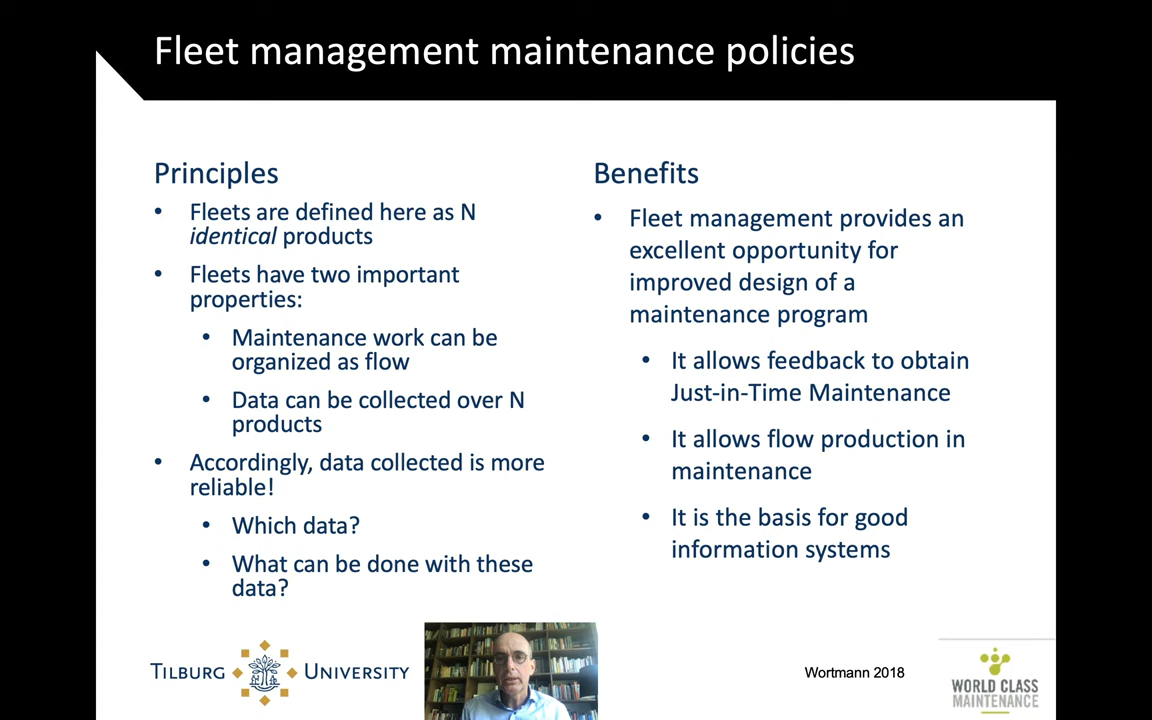 Fleet management maintenance policies
Principles
• Fleets are defined here as N
identical products
• Fleets have two important
properties:
• Maintenance work can be
organized as flow
• Data can be collected over N
products
• Accordingly, data collected is more
reliable!
• Which data?
• What can be done with these
data?
Benefits
• Fleet management provides an
excellent opportunity for
improved design of a
maintenance program
• It allows feedback to obtain
Just-in-Time Maintenance
• It allows flow production in
maintenance
• It is the basis for good
information systems
TILBURG UNIVERSITY
Wortmann 2018
WORLD CLASS
MAINTENANCE